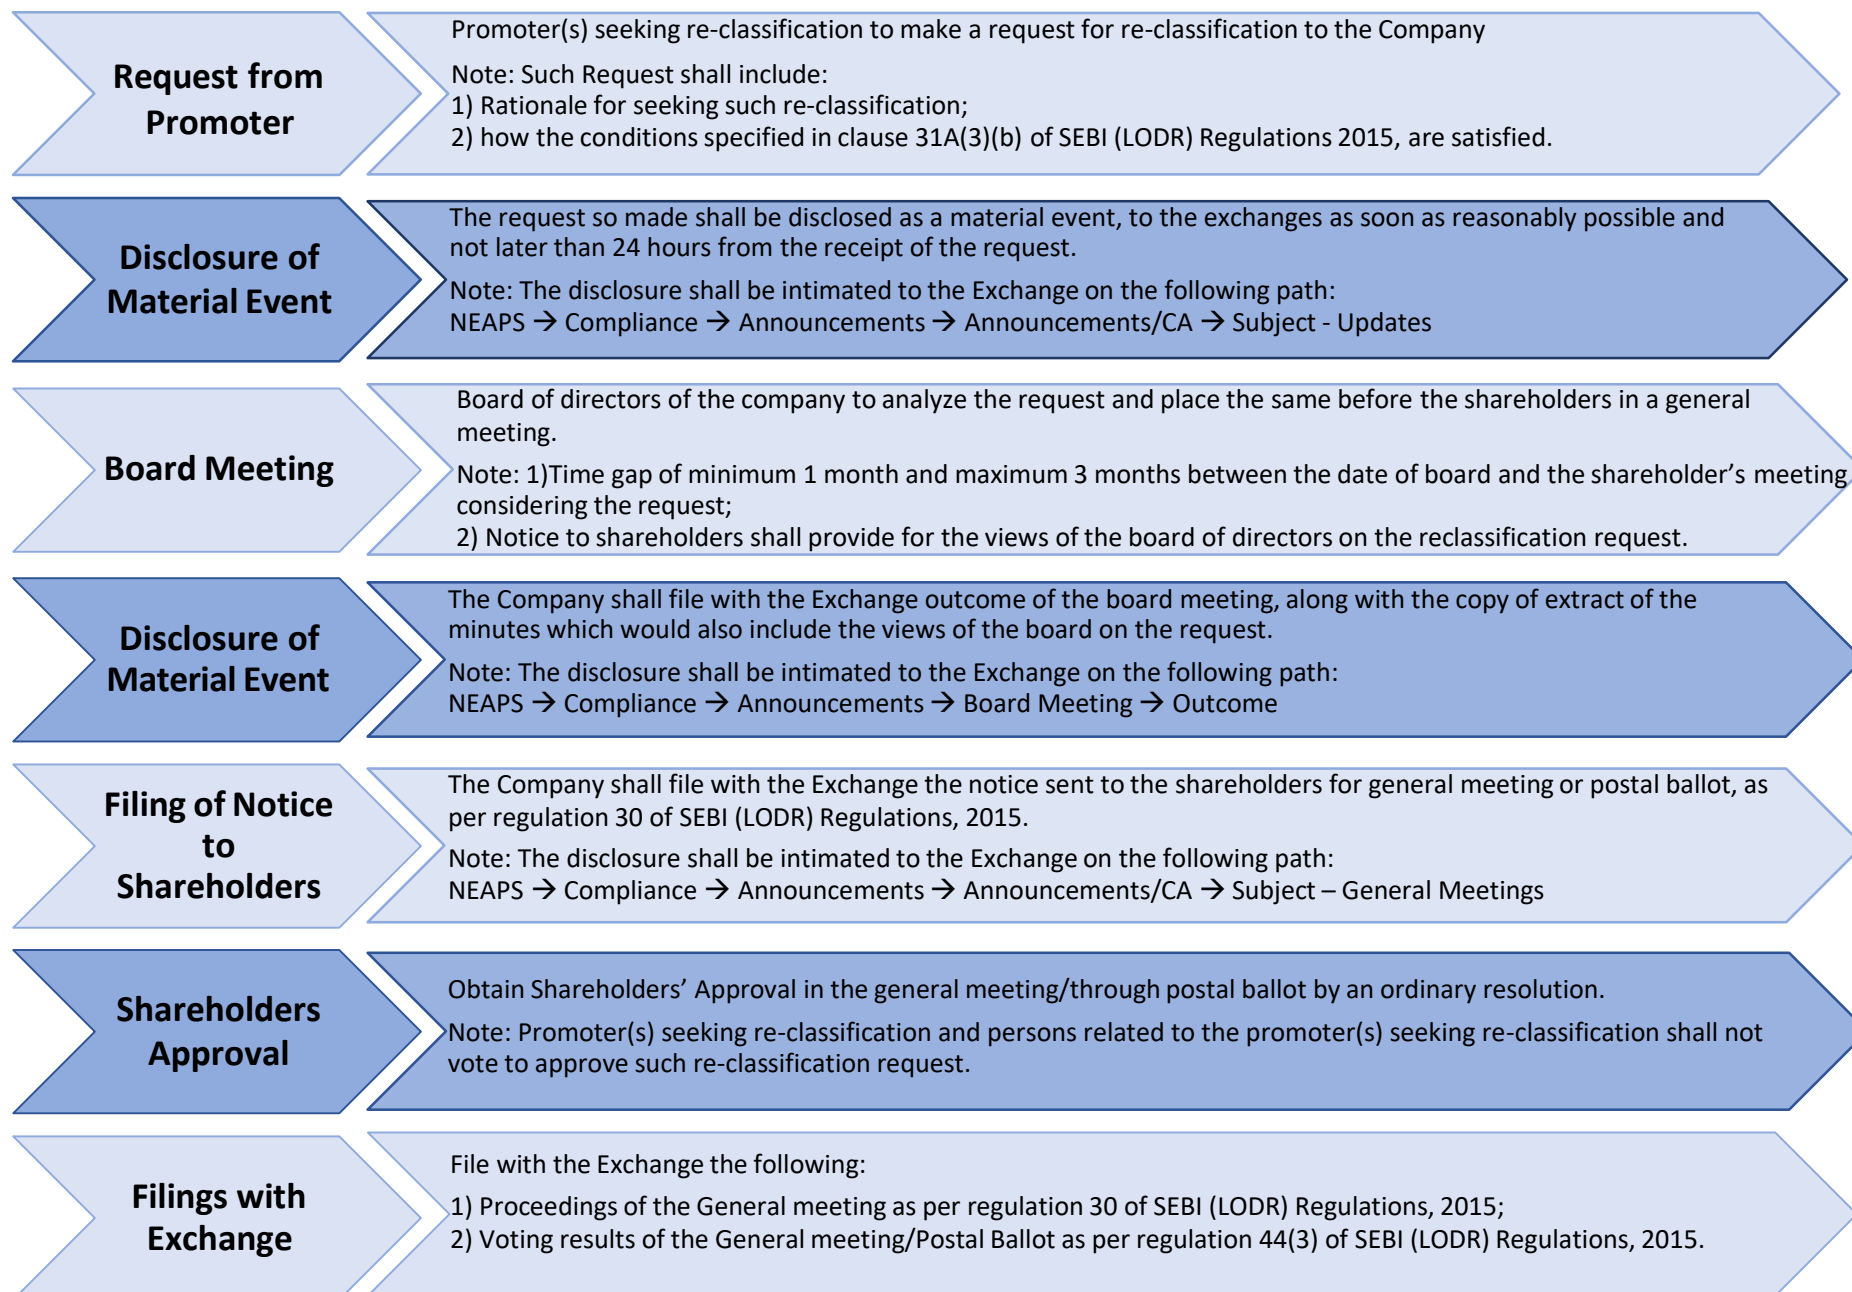 Request from
Promoter
Promoter(s) seeking re-classification to make a request for re-classification to the Company
Note: Such Request shall include:
1) Rationale for seeking such re-classification;
2) how the conditions specified in clause 31A(3)(b) of SEBI (LODR) Regulations 2015, are satisfied.
Disclosure of
Material Event
The request so made shall be disclosed as a material event, to the exchanges as soon as reasonably possible and
not later than 24 hours from the receipt of the request.
Note: The disclosure shall be intimated to the Exchange on the following path:
NEAPS → Compliance → Announcements → Announcements/CA → Subject - Updates
Board Meeting
Board of directors of the company to analyze the request and place the same before the shareholders in a general
meeting.
Note: 1)Time gap of minimum 1 month and maximum 3 months between the date of board and the shareholder’s meeting
considering the request;
2) Notice to shareholders shall provide for the views of the board of directors on the reclassification request.
Disclosure of
Material Event
The Company shall file with the Exchange outcome of the board meeting, along with the copy of extract of the
minutes which would also include the views of the board on the request.
Note: The disclosure shall be intimated to the Exchange on the following path:
NEAPS → Compliance → Announcements → Board Meeting → Outcome
Filing of Notice
to
Shareholders
The Company shall file with the Exchange the notice sent to the shareholders for general meeting or postal ballot, as
per regulation 30 of SEBI (LODR) Regulations, 2015.
Note: The disclosure shall be intimated to the Exchange on the following path:
NEAPS → Compliance → Announcements → Announcements/CA → Subject – General Meetings
Shareholders
Approval
Obtain Shareholders’ Approval in the general meeting/through postal ballot by an ordinary resolution.
Note: Promoter(s) seeking re-classification and persons related to the promoter(s) seeking re-classification shall not
vote to approve such re-classification request.
Filings with
Exchange
File with the Exchange the following:
1) Proceedings of the General meeting as per regulation 30 of SEBI (LODR) Regulations, 2015;
2) Voting results of the General meeting/Postal Ballot as per regulation 44(3) of SEBI (LODR) Regulations, 2015.